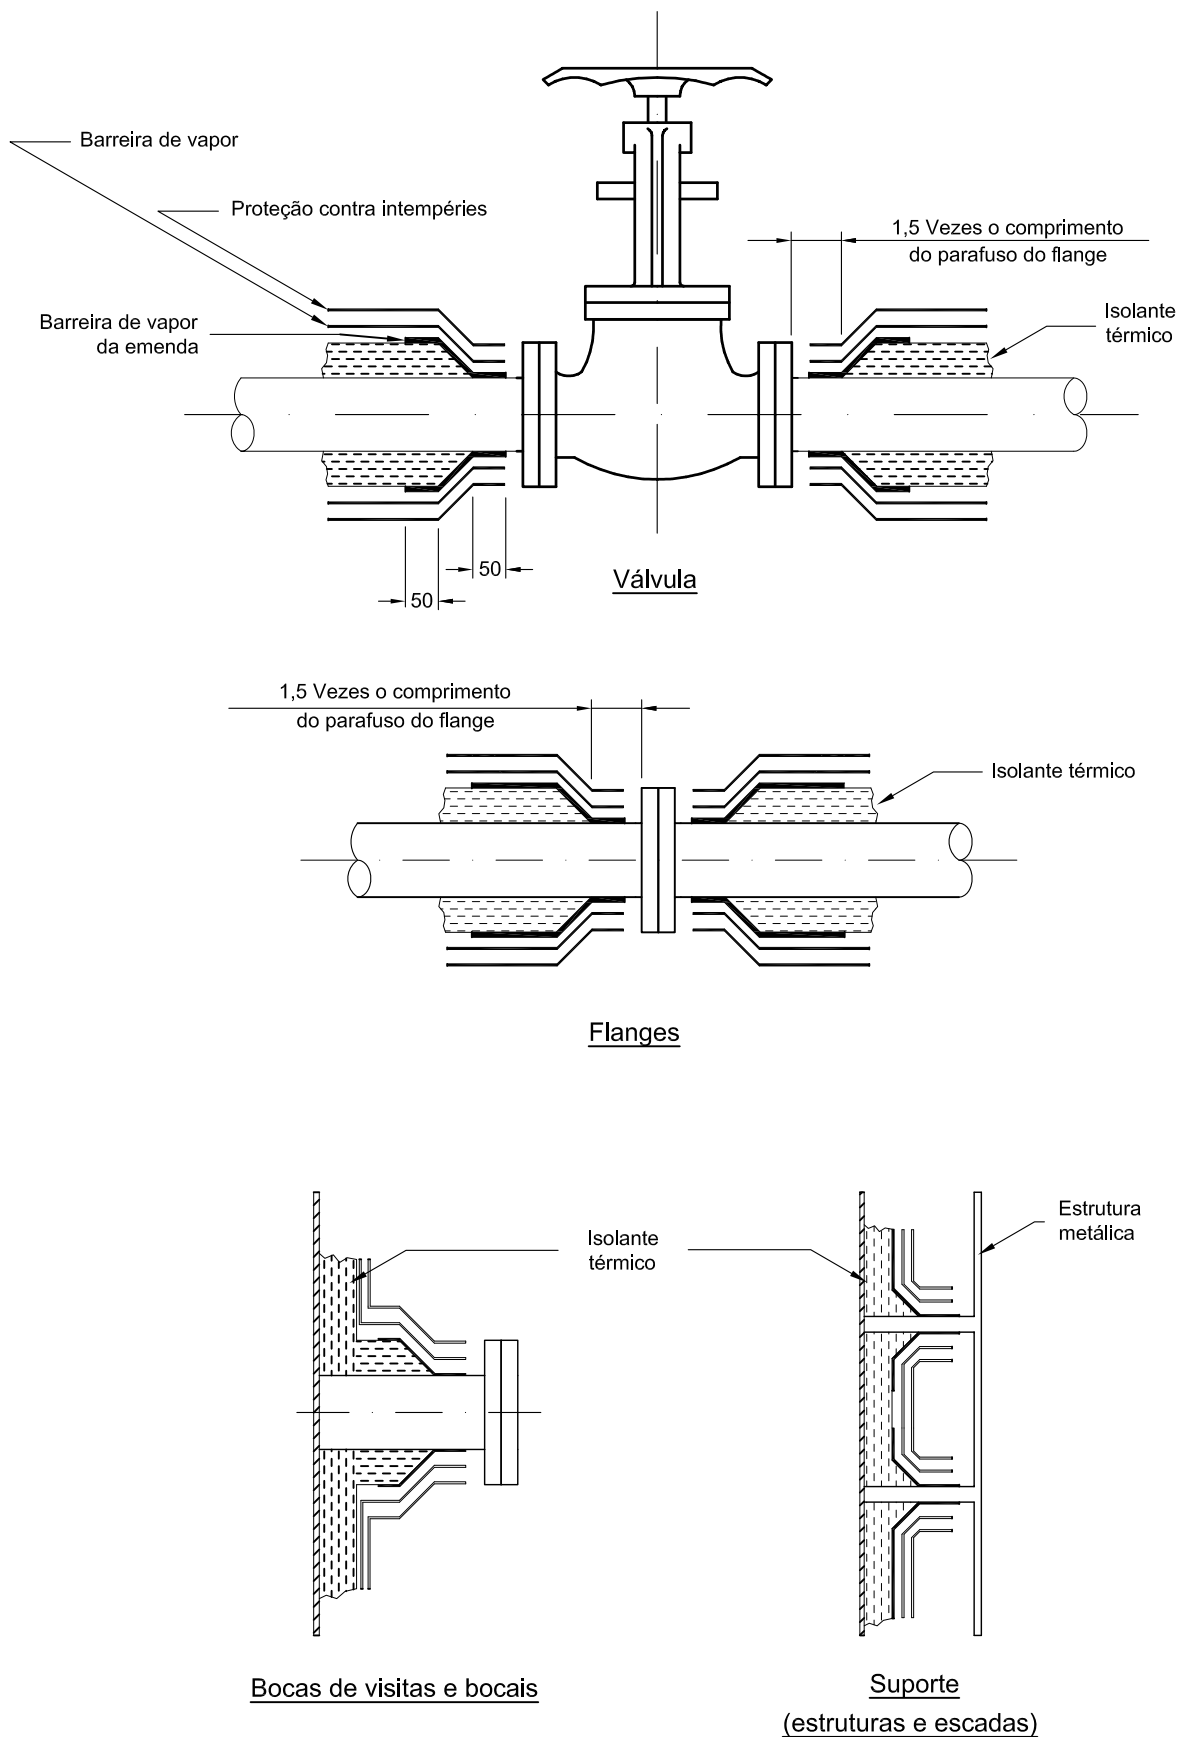 Barreira de vapor
Proteção contra intempéries
1,5 Vezes o comprimento
do parafuso do flange
Barreira de vapor
da emenda
Isolante
térmico
50
50
Válvula
1,5 Vezes o comprimento
do parafuso do flange
Isolante térmico
Flanges
Isolante
térmico
Estrutura
metálica
Bocas de visitas e bocais
Suporte
(estruturas e escadas)